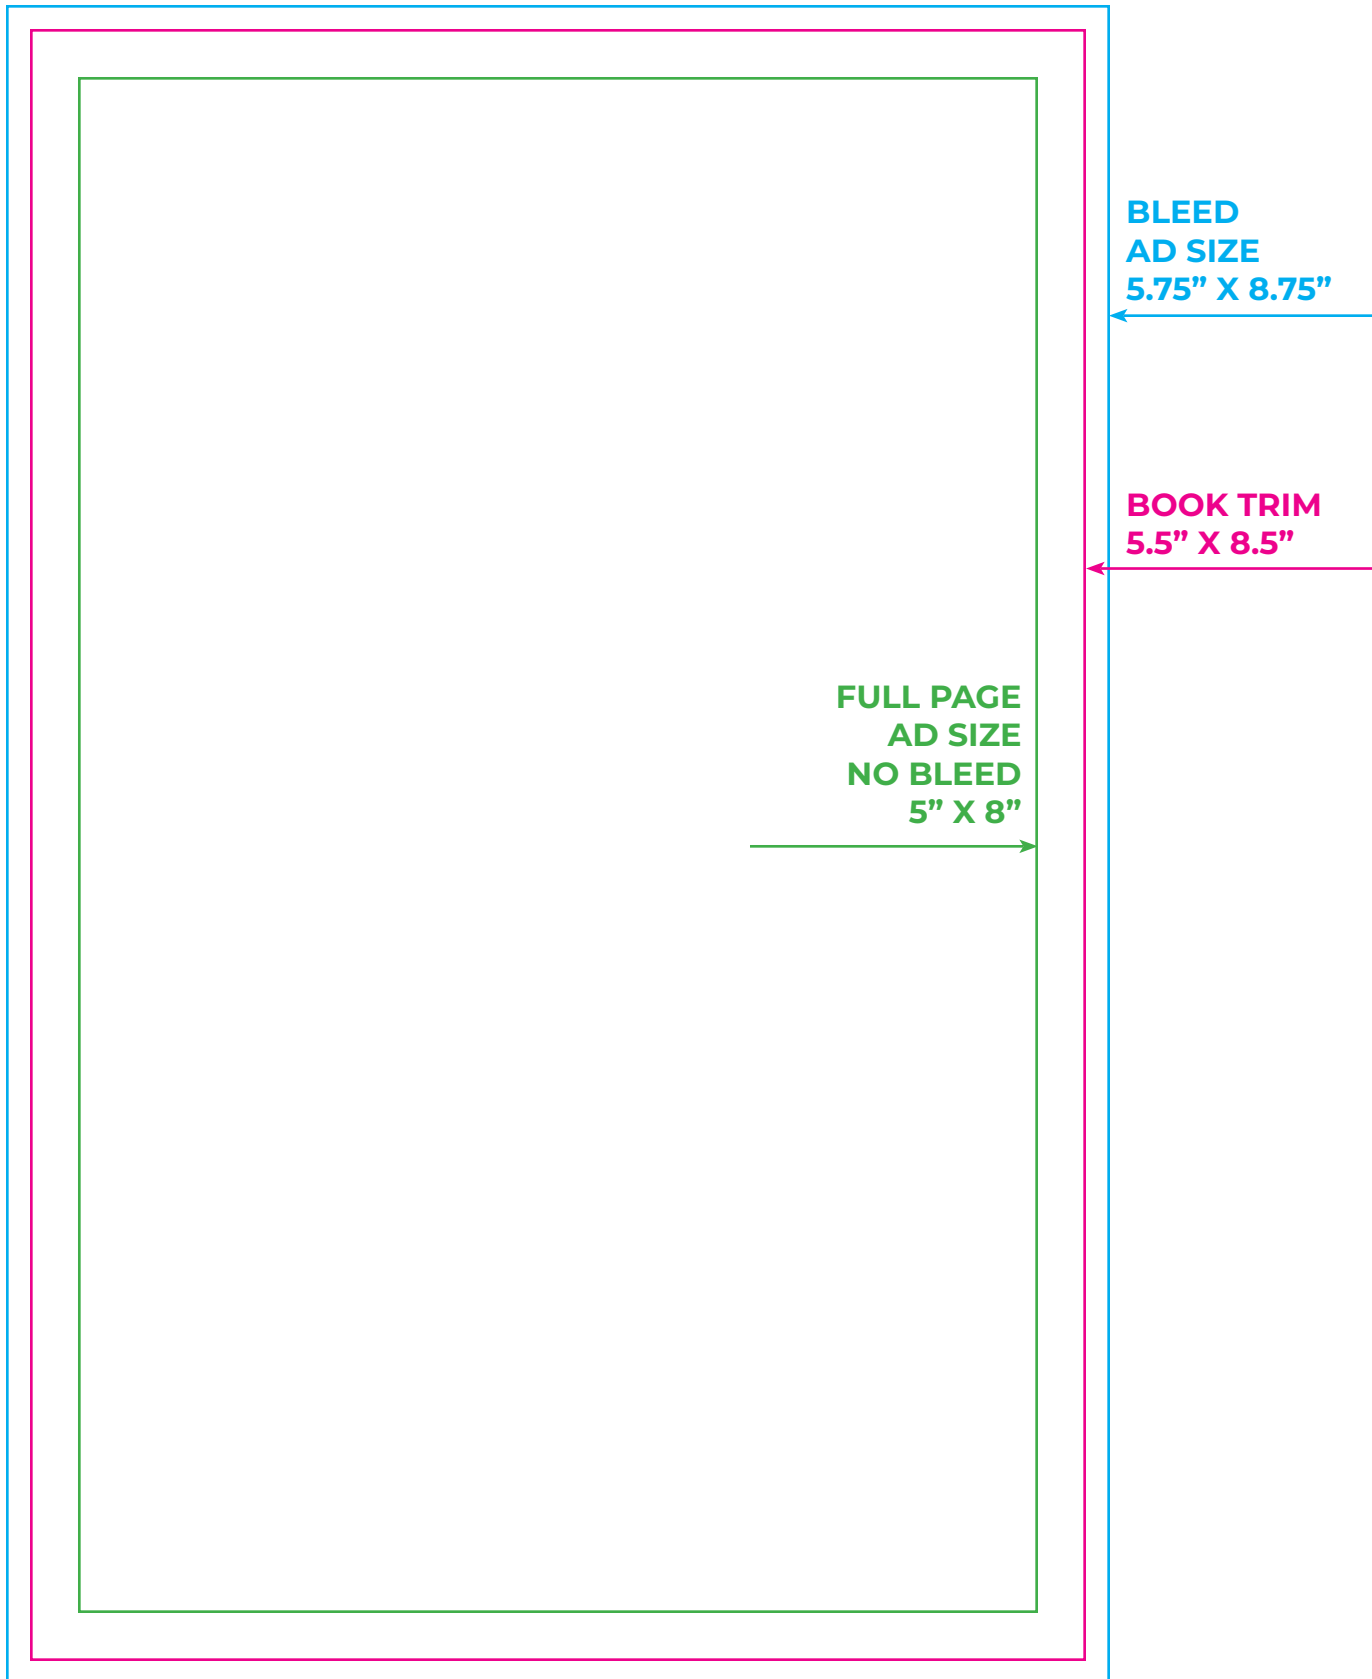 BLEED
AD SIZE
5.75” X 8.75”
BOOK TRIM
5.5” X 8.5”
FULL PAGE
AD SIZE
NO BLEED
5” X 8”